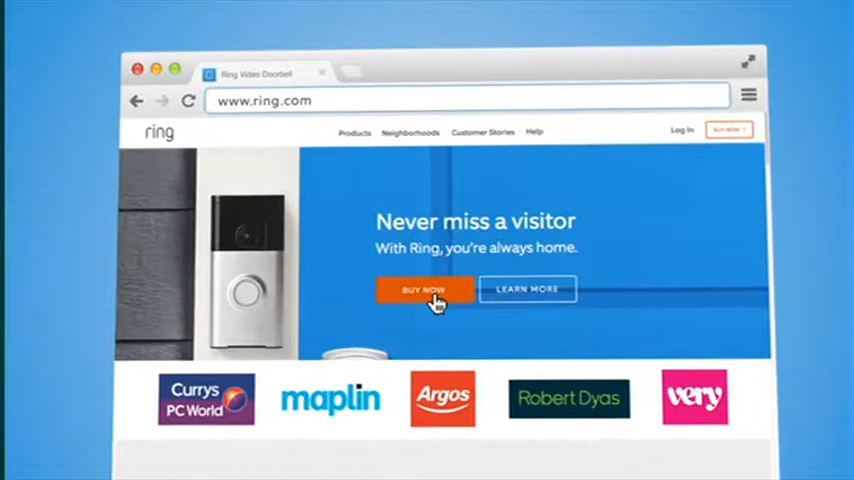 Ring Video Doorbell
www.ring.com
ring
Products Neighborhoods Customer Stories Help Log In BUY NOW
Never miss a visitor
With Ring, you're always home.
BUY NOW LEARN MORE
Currys
PC World
maplin
Argos
Robert Dyas
very